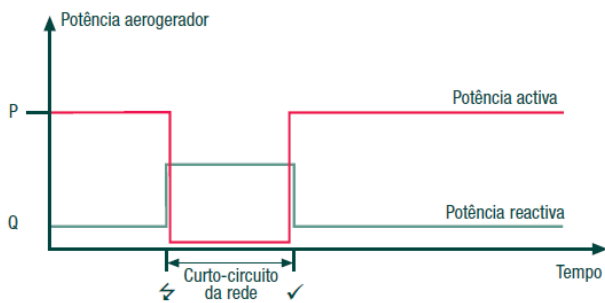 Potência aerogerador
P
Potência activa
Q
Potência reactiva
Curto-circuito
da rede
Tempo